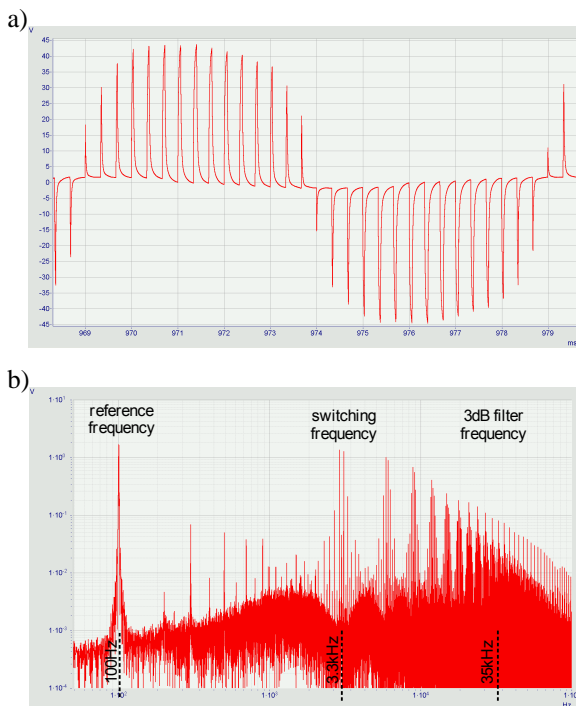 a)
V
45
40
35
30
25
20
15
10
5
0
-5
-10
-15
-20
-25
-30
-35
-40
-45
969 970 971 972 973 974 975 976 977 978 979
ms
b)
V
1·10¹
reference
frequency
switching
frequency
3dB filter
frequency
1·10⁰
1·10⁻¹
1·10⁻²
1·10⁻³
1·10⁻⁴
100Hz
3.3kHz
35kHz
1·10² 1·10³ 1·10⁴
Hz